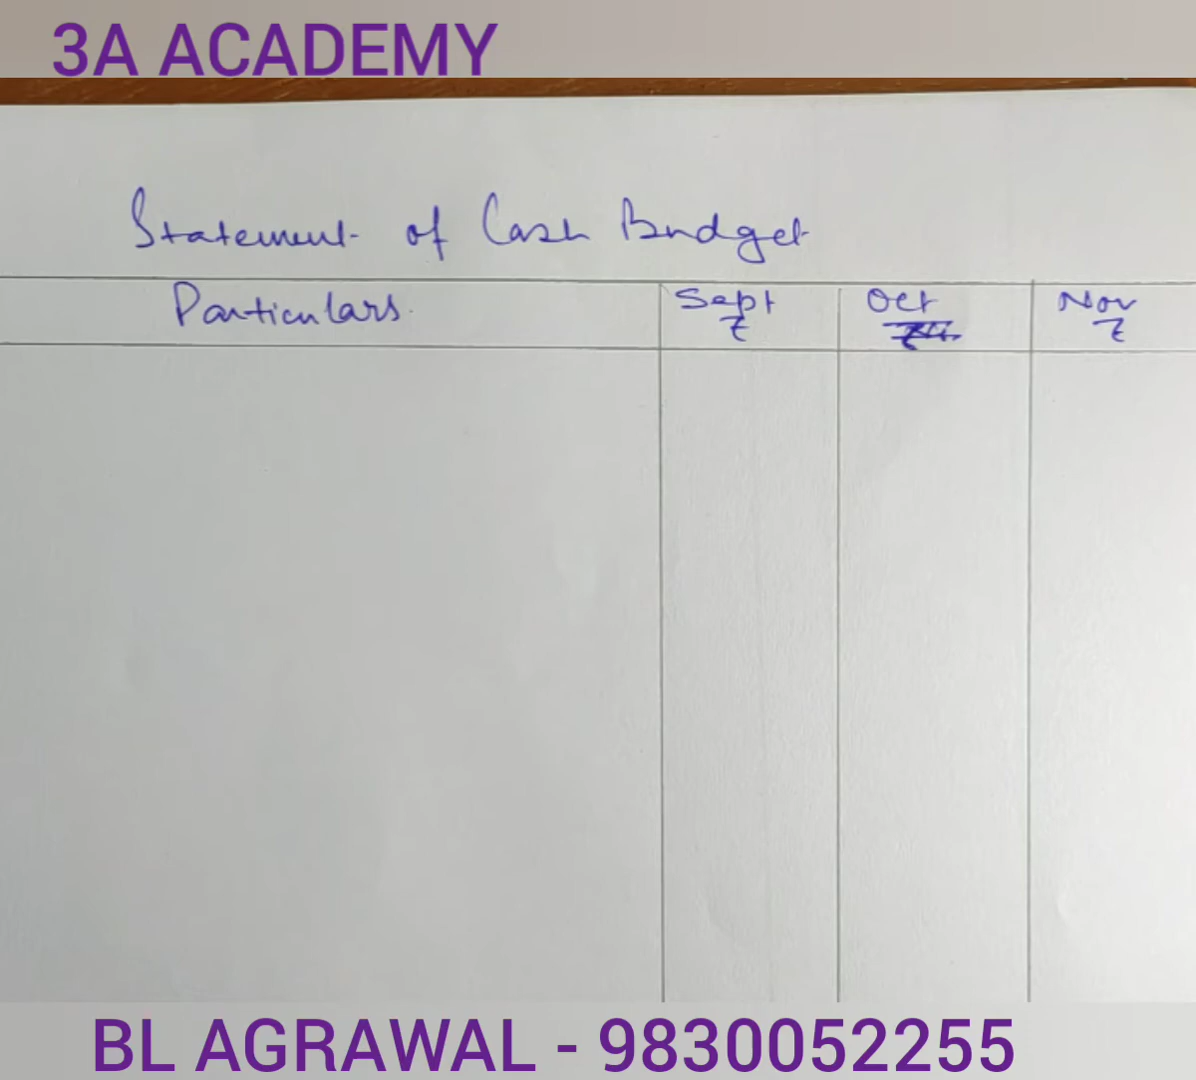 3A ACADEMY
Statement of Cash Budget
Particulars Sept Oct Nov
₹ ₹
BL AGRAWAL - 9830052255